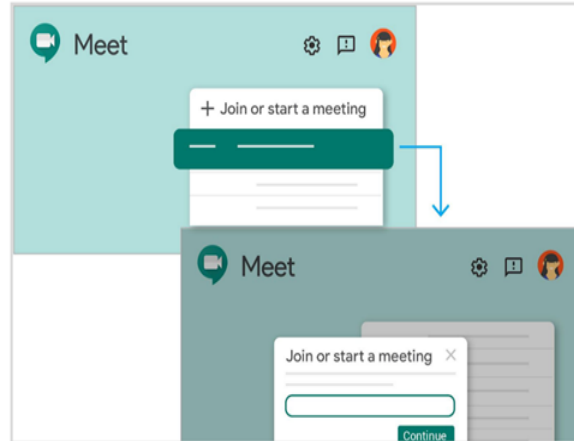 Meet
+ Join or start a meeting
Meet
Join or start a meeting
Continue